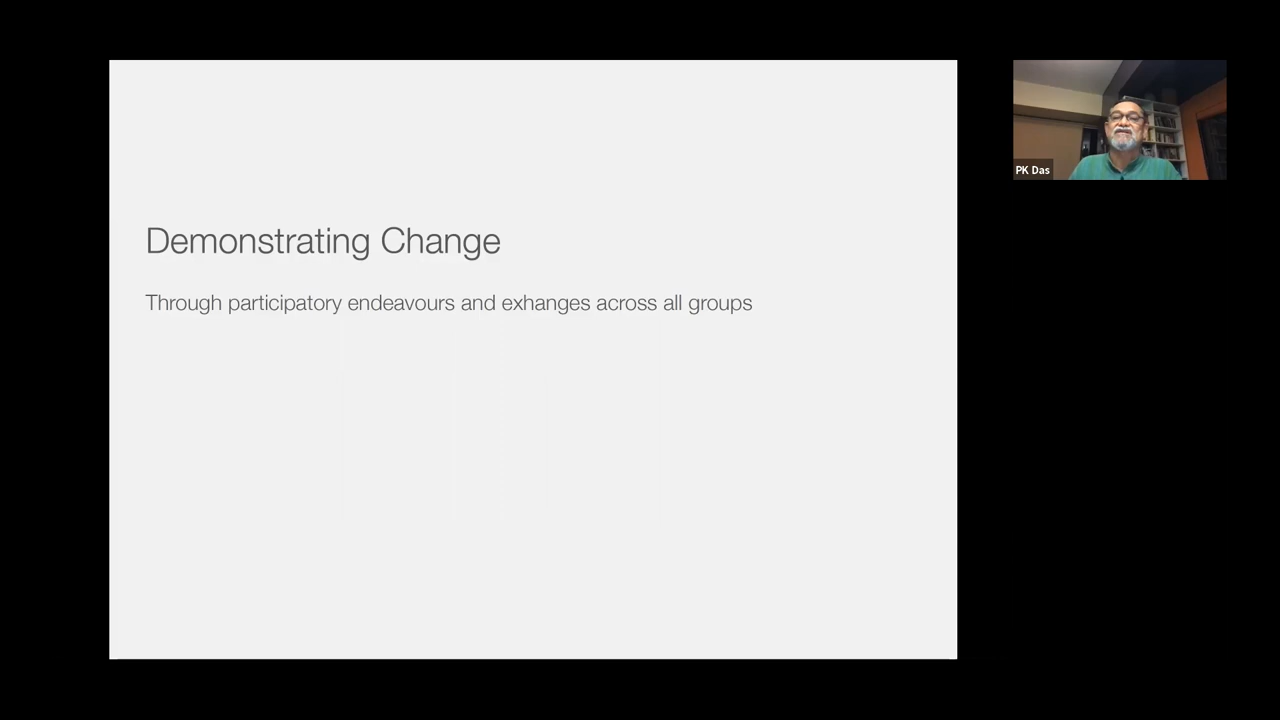 Demonstrating Change
Through participatory endeavours and exhanges across all groups
PK Das